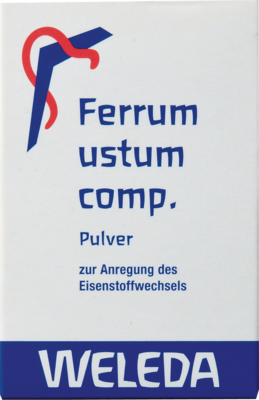 Ferrum
ustum
comp.
Pulver
zur Anregung des
Eisenstoffwechsels
WELEDA